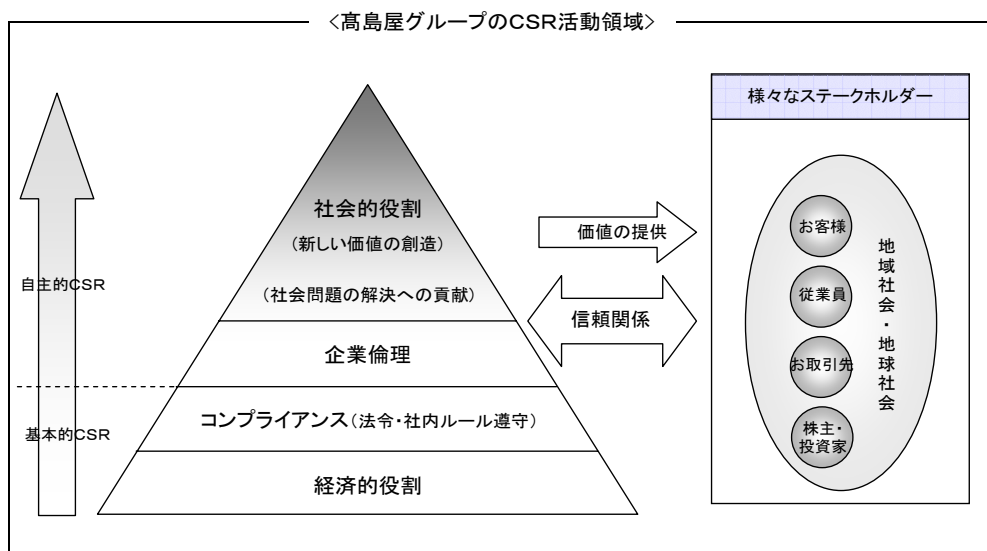 〈髙島屋グループのCSR活動領域〉
自主的CSR
基本的CSR
社会的役割
(新しい価値の創造)
(社会問題の解決への貢献)
企業倫理
コンプライアンス(法令・社内ルール遵守)
経済的役割
価値の提供
信頼関係
様々なステークホルダー
お客様
従業員
お取引先
株主・
投資家
地域社会・地球社会